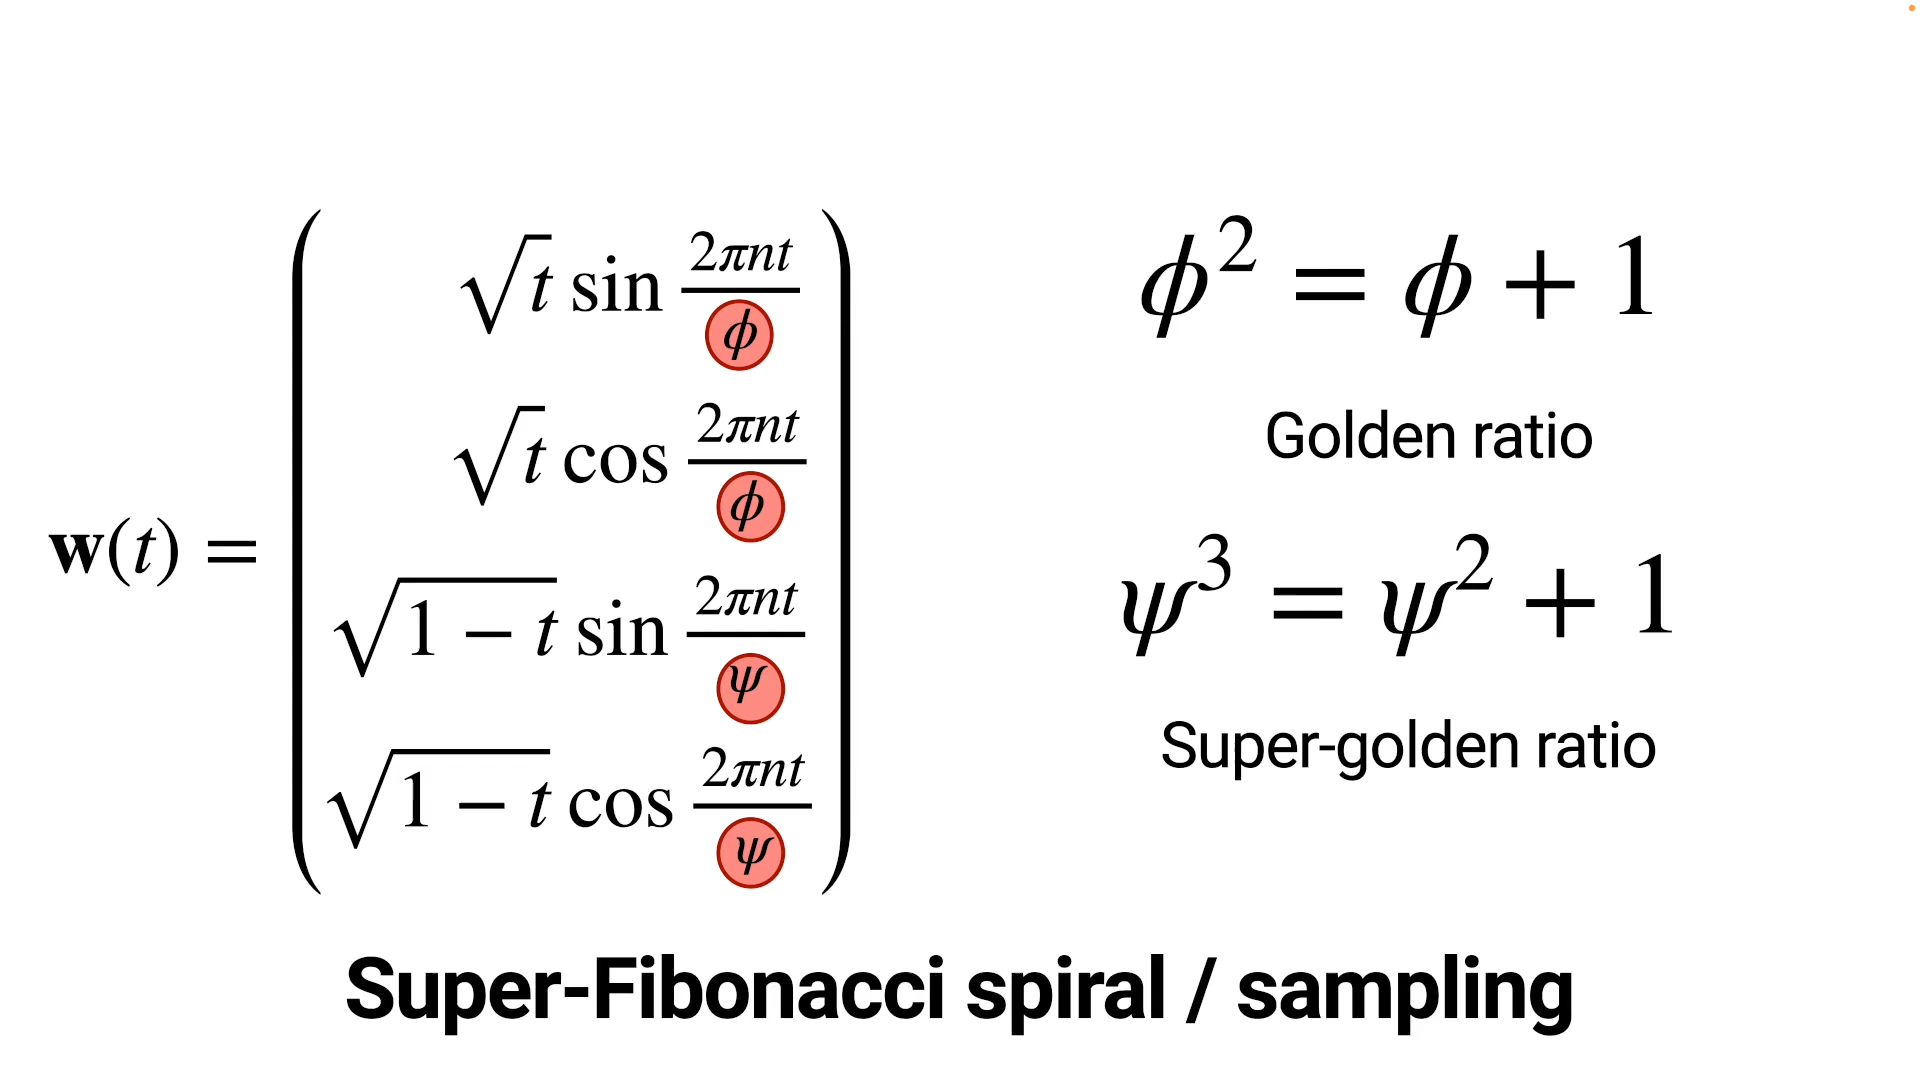 w(t) = ( √t sin 2πnt/ϕ
√t cos 2πnt/ϕ
√(1 − t) sin 2πnt/ψ
√(1 − t) cos 2πnt/ψ )
ϕ² = ϕ + 1
Golden ratio
ψ³ = ψ² + 1
Super-golden ratio
Super-Fibonacci spiral / sampling